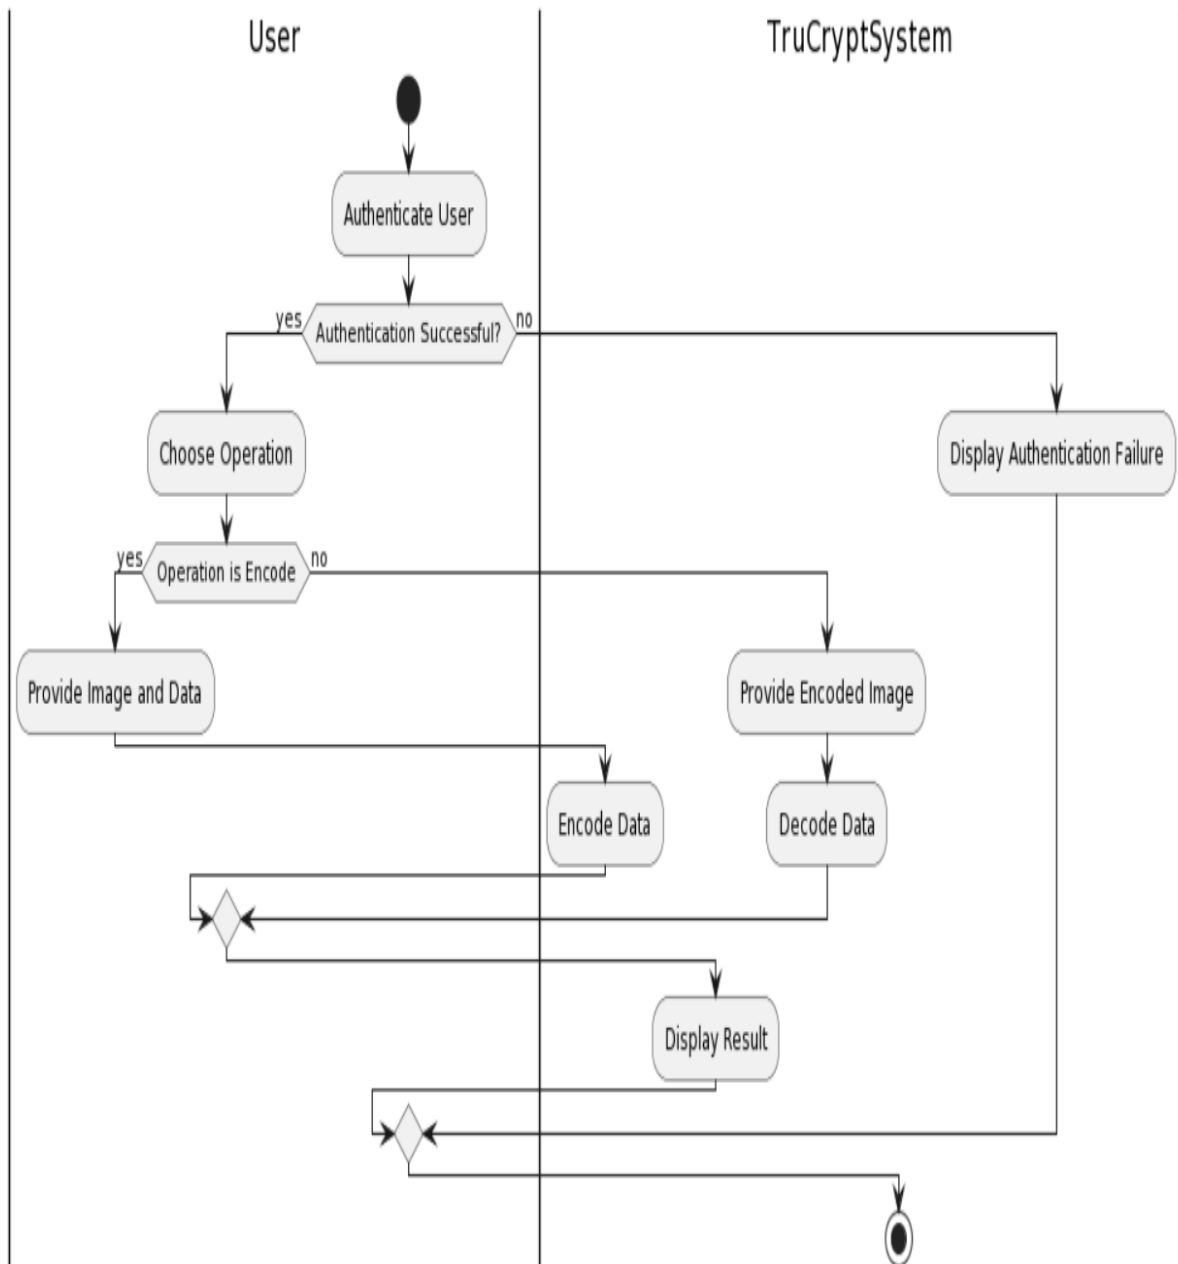 User
TruCryptSystem
Authenticate User
yes
Authentication Successful?
no
Choose Operation
Display Authentication Failure
yes
Operation is Encode
no
Provide Image and Data
Provide Encoded Image
Encode Data
Decode Data
Display Result